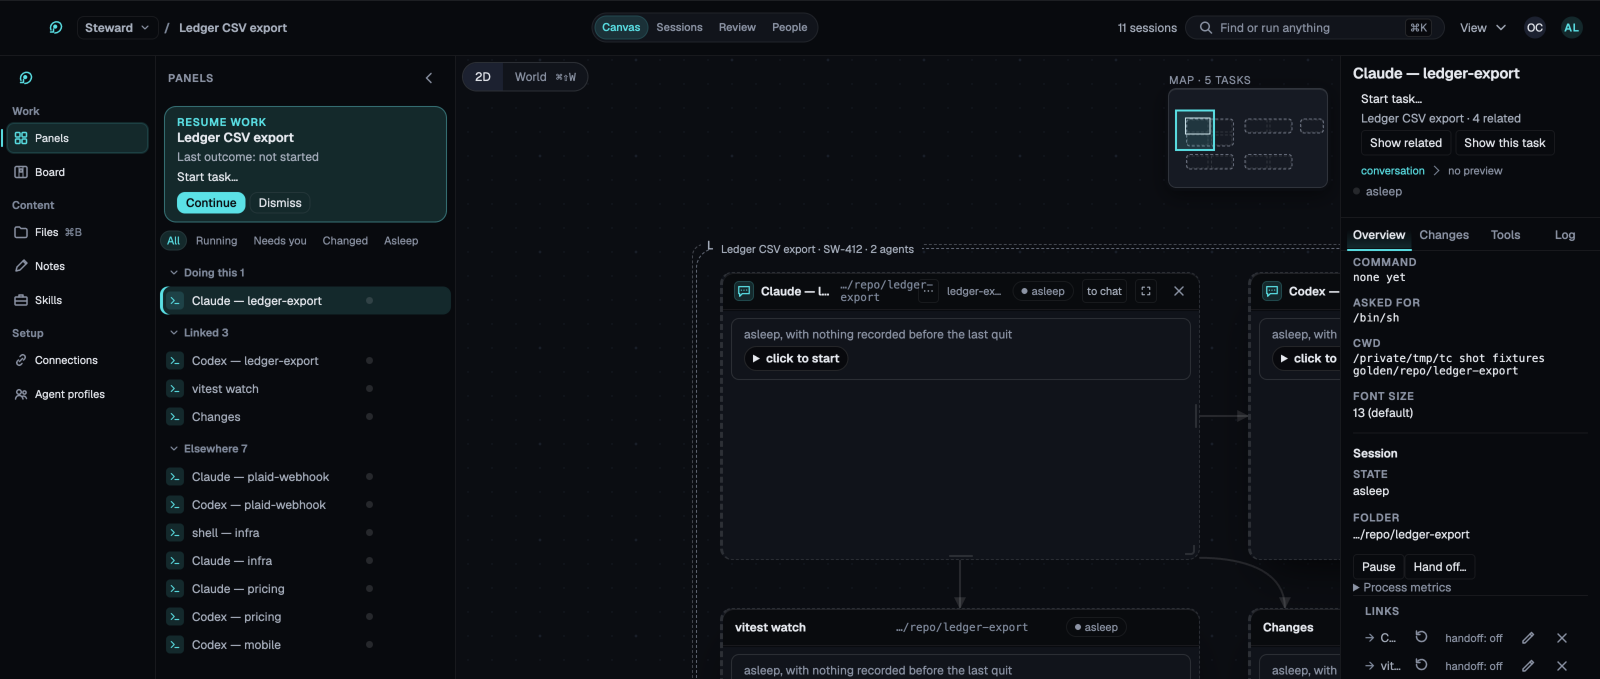 Steward / Ledger CSV export
Canvas Sessions Review People
11 sessions
Find or run anything ⌘K
View
OC
AL
Work
Panels
Board
Content
Files ⌘B
Notes
Skills
Setup
Connections
Agent profiles
PANELS
RESUME WORK
Ledger CSV export
Last outcome: not started
Start task…
Continue Dismiss
All Running Needs you Changed Asleep
Doing this 1
Claude — ledger-export
Linked 3
Codex — ledger-export
vitest watch
Changes
Elsewhere 7
Claude — plaid-webhook
Codex — plaid-webhook
shell — infra
Claude — infra
Claude — pricing
Codex — pricing
Codex — mobile
2D World ⌘⇧W
MAP · 5 TASKS
Ledger CSV export · SW-412 · 2 agents
Claude — l… …/repo/ledger-export ledger-ex… asleep to chat
asleep, with nothing recorded before the last quit
click to start
Codex —
asleep, with
click to
vitest watch …/repo/ledger-export asleep
asleep, with nothing recorded before the last quit
Changes
asleep, with
Claude — ledger-export
Start task…
Ledger CSV export · 4 related
Show related Show this task
conversation > no preview
asleep
Overview Changes Tools Log
COMMAND
none yet
ASKED FOR
/bin/sh
CWD
/private/tmp/tc shot fixtures
golden/repo/ledger-export
FONT SIZE
13 (default)
Session
STATE
asleep
FOLDER
…/repo/ledger-export
Pause Hand off…
Process metrics
LINKS
→ C… handoff: off
→ vit… handoff: off